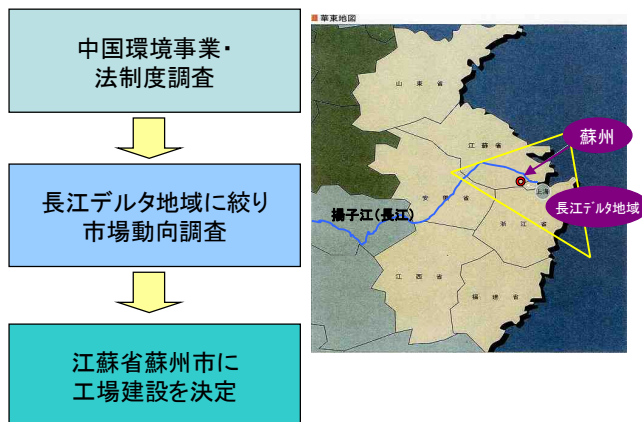 中国環境事業・
法制度調査
長江デルタ地域に絞り
市場動向調査
江蘇省蘇州市に
工場建設を決定
華東地図
山東省
江蘇省
蘇州
上海
安徽省
長江ﾃﾞﾙﾀ地域
揚子江(長江)
浙江省
江西省
福建省